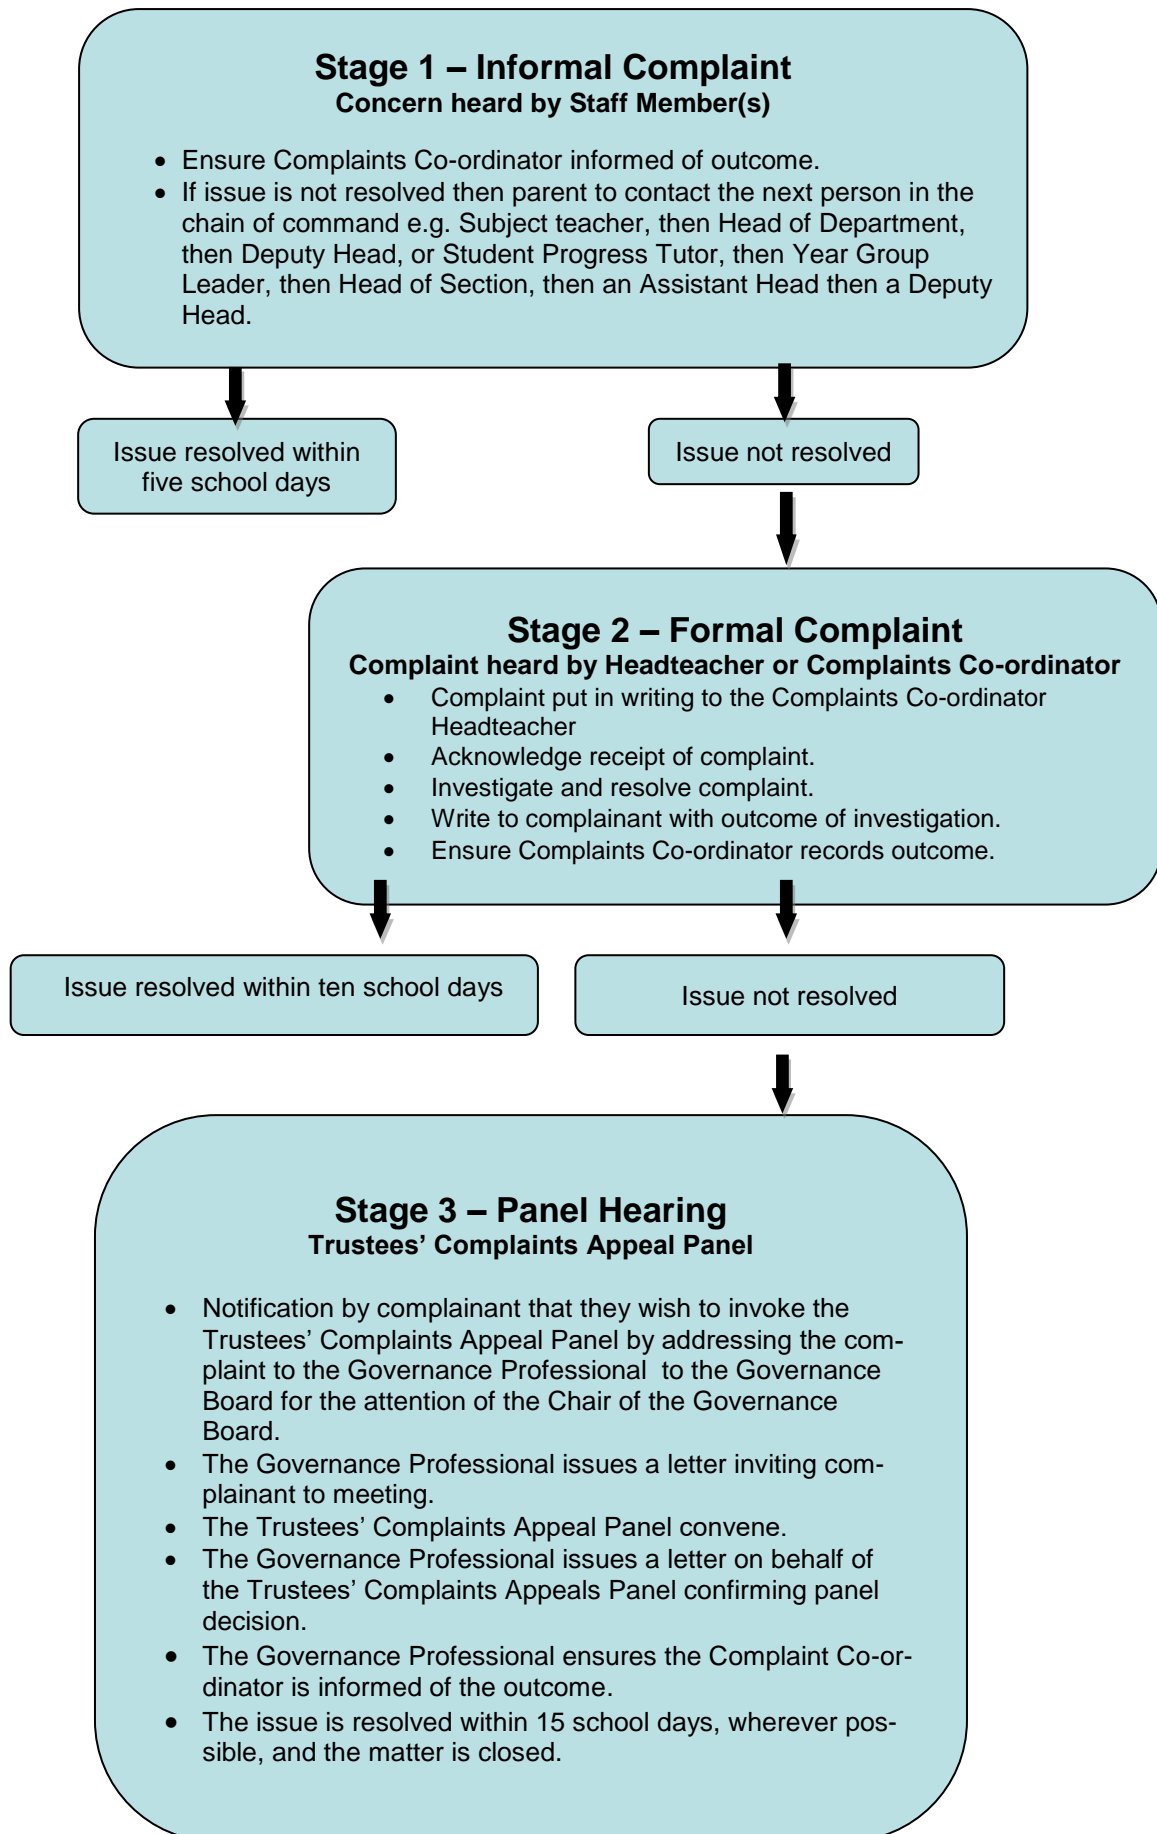 Stage 1 – Informal Complaint
Concern heard by Staff Member(s)
• Ensure Complaints Co-ordinator informed of outcome.
• If issue is not resolved then parent to contact the next person in the
chain of command e.g. Subject teacher, then Head of Department,
then Deputy Head, or Student Progress Tutor, then Year Group
Leader, then Head of Section, then an Assistant Head then a Deputy
Head.
Issue resolved within
five school days
Issue not resolved
Stage 2 – Formal Complaint
Complaint heard by Headteacher or Complaints Co-ordinator
• Complaint put in writing to the Complaints Co-ordinator
Headteacher
• Acknowledge receipt of complaint.
• Investigate and resolve complaint.
• Write to complainant with outcome of investigation.
• Ensure Complaints Co-ordinator records outcome.
Issue resolved within ten school days
Issue not resolved
Stage 3 – Panel Hearing
Trustees’ Complaints Appeal Panel
• Notification by complainant that they wish to invoke the
Trustees’ Complaints Appeal Panel by addressing the com-
plaint to the Governance Professional  to the Governance
Board for the attention of the Chair of the Governance
Board.
• The Governance Professional issues a letter inviting com-
plainant to meeting.
• The Trustees’ Complaints Appeal Panel convene.
• The Governance Professional issues a letter on behalf of
the Trustees’ Complaints Appeals Panel confirming panel
decision.
• The Governance Professional ensures the Complaint Co-or-
dinator is informed of the outcome.
• The issue is resolved within 15 school days, wherever pos-
sible, and the matter is closed.